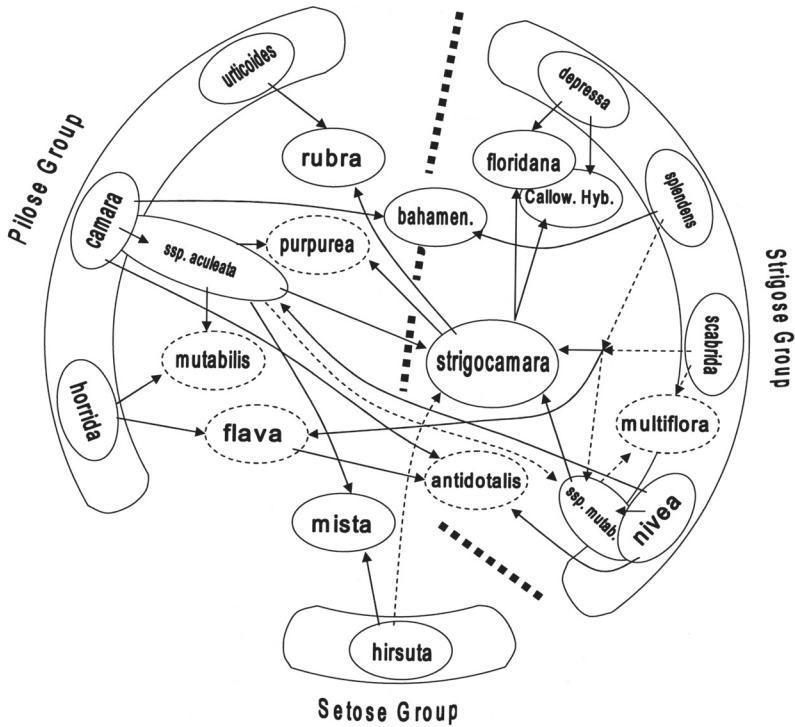 urticoides
depressa
rubra
floridana
splendens
Pilose Group
camara
Callow. Hyb.
bahamen.
purpurea
ssp. aculeata
Strigose Group
scabrida
mutabilis
strigocamara
horrida
flava
multiflora
antidotalis
ssp. mutab.
nivea
mista
hirsuta
Setose Group